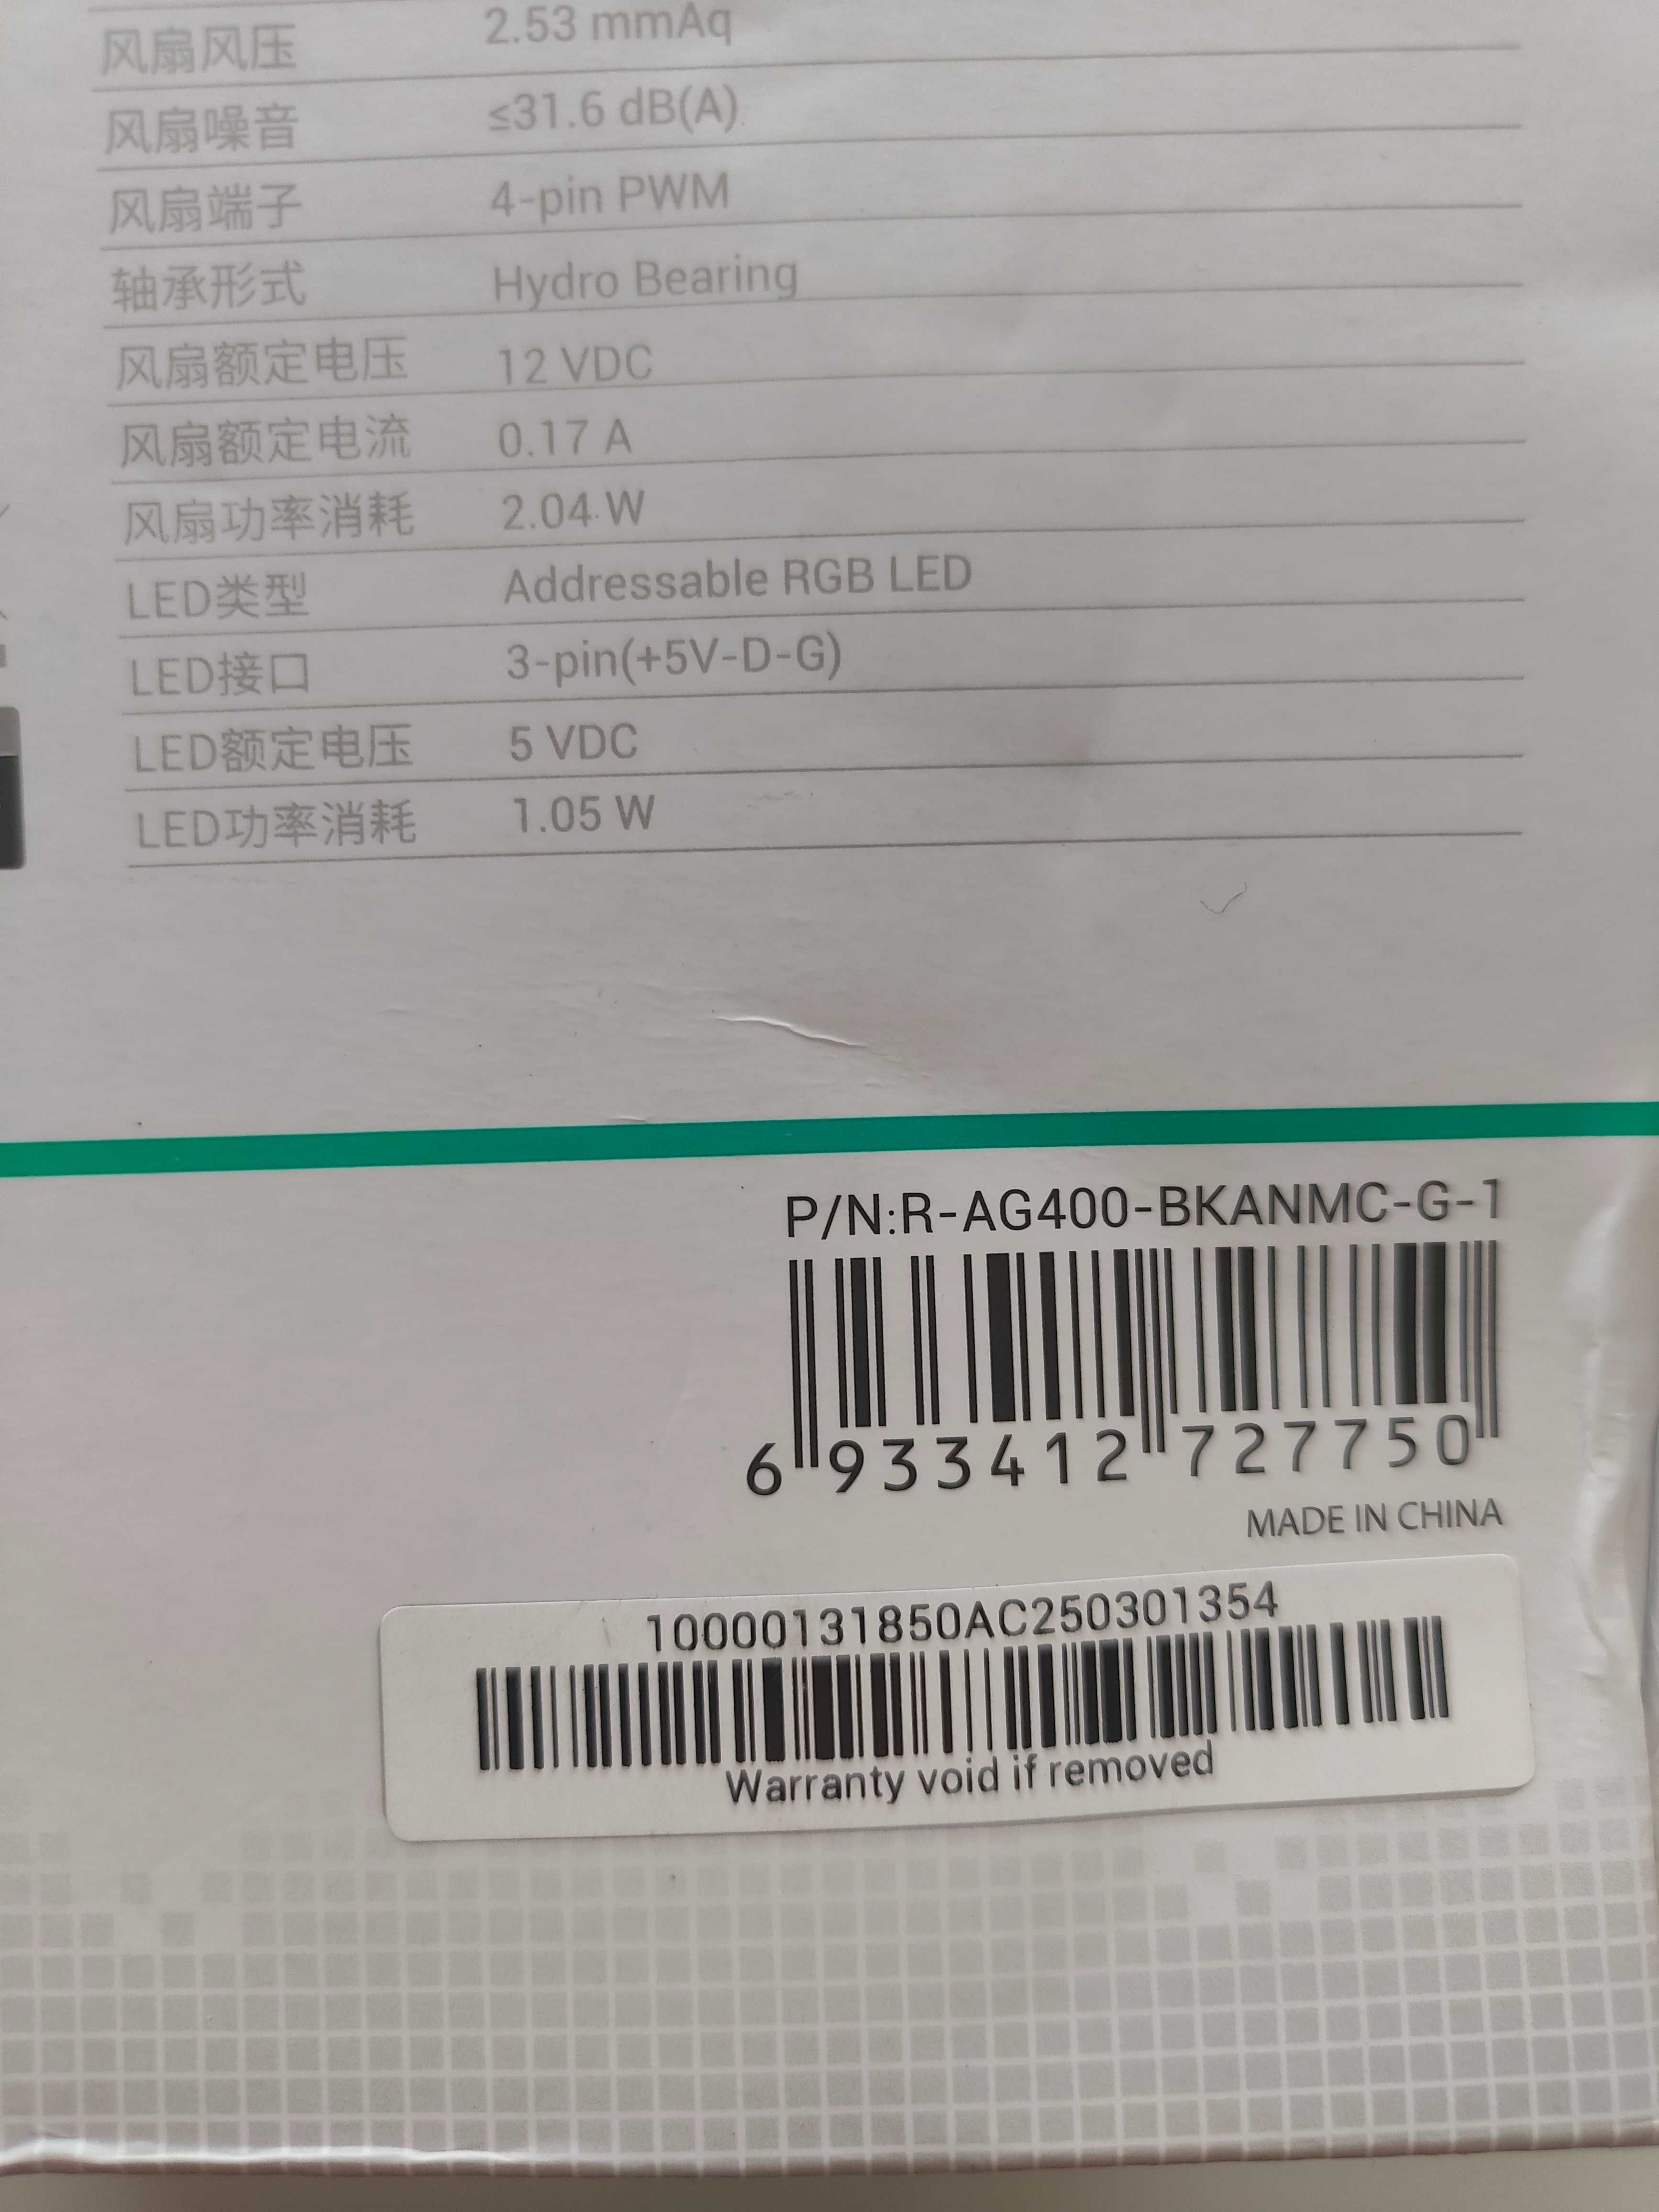 风扇风压 2.53 mmAq
风扇噪音 ≤31.6 dB(A)
风扇端子 4-pin PWM
轴承形式 Hydro Bearing
风扇额定电压 12 VDC
风扇额定电流 0.17 A
风扇功率消耗 2.04 W
LED类型 Addressable RGB LED
LED接口 3-pin(+5V-D-G)
LED额定电压 5 VDC
LED功率消耗 1.05 W
P/N:R-AG400-BKANMC-G-1
6 933412 727750
MADE IN CHINA
10000131850AC250301354
Warranty void if removed